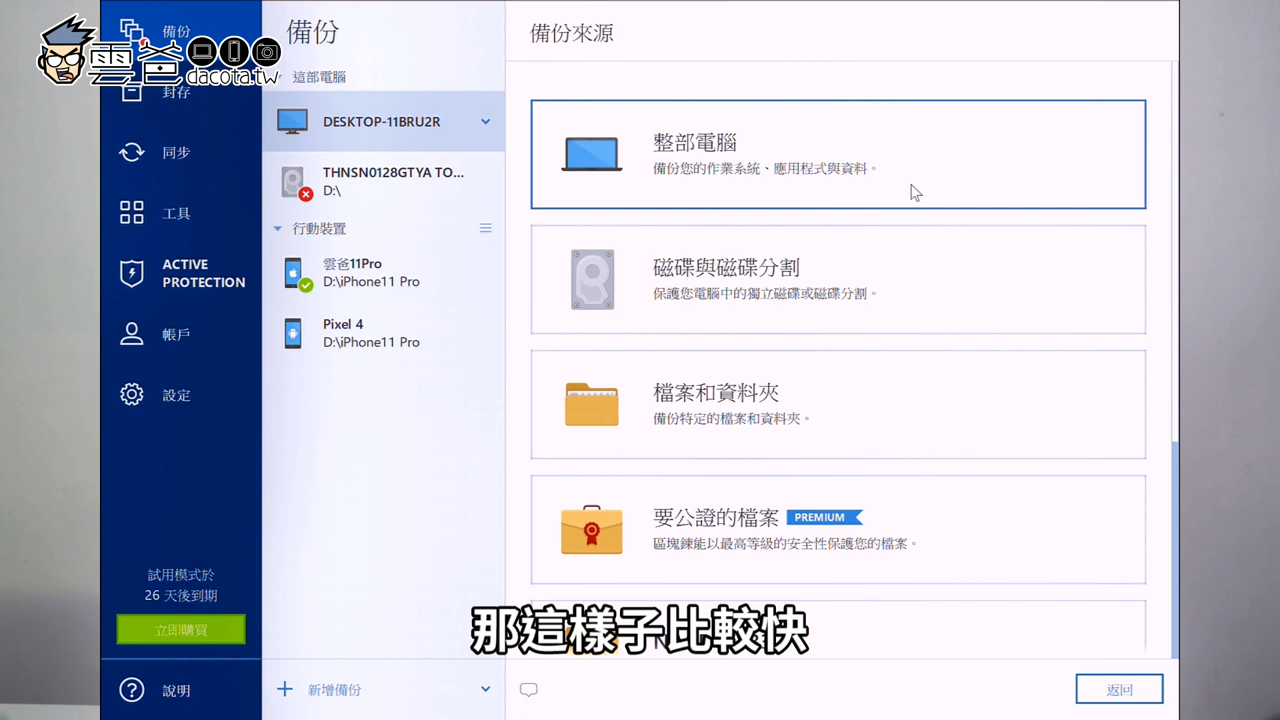 備份
雲爸
dacota.tw
封存
同步
工具
ACTIVE
PROTECTION
帳戶
設定
試用模式於
26 天後到期
立即購買
說明
備份
這部電腦
DESKTOP-11BRU2R
THNSN0128GTYA TO...
D:\
行動裝置
雲爸11Pro
D:\iPhone11 Pro
Pixel 4
D:\iPhone11 Pro
新增備份
備份來源
整部電腦
備份您的作業系統、應用程式與資料。
磁碟與磁碟分割
保護您電腦中的獨立磁碟或磁碟分割。
檔案和資料夾
備份特定的檔案和資料夾。
要公證的檔案 PREMIUM
區塊鍊能以最高等級的安全性保護您的檔案。
返回
那這樣子比較快